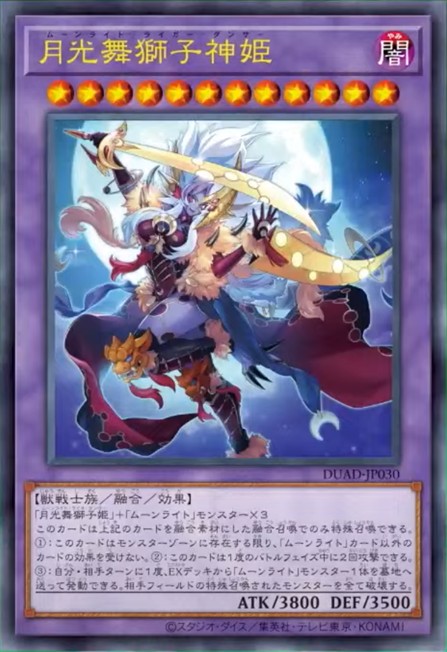 ムーンライト ライガー ダンサー
月光舞獅子神姫
やみ
闇
DUAD-JP030
【獣戦士族／融合／効果】
「月光舞獅子姫」+「ムーンライト」モンスター×3
このカードは上記のカードを融合素材にした融合召喚でのみ特殊召喚できる。
①：このカードはモンスターゾーンに存在する限り、「ムーンライト」カード以外の
カードの効果を受けない。②：このカードは1度のバトルフェイズ中に2回攻撃できる。
③：自分・相手ターンに1度、EXデッキから「ムーンライト」モンスター1体を墓地へ
送って発動できる。相手フィールドの特殊召喚されたモンスターを全て破壊する。
ATK/3800 DEF/3500
©スタジオ・ダイス／集英社・テレビ東京・KONAMI